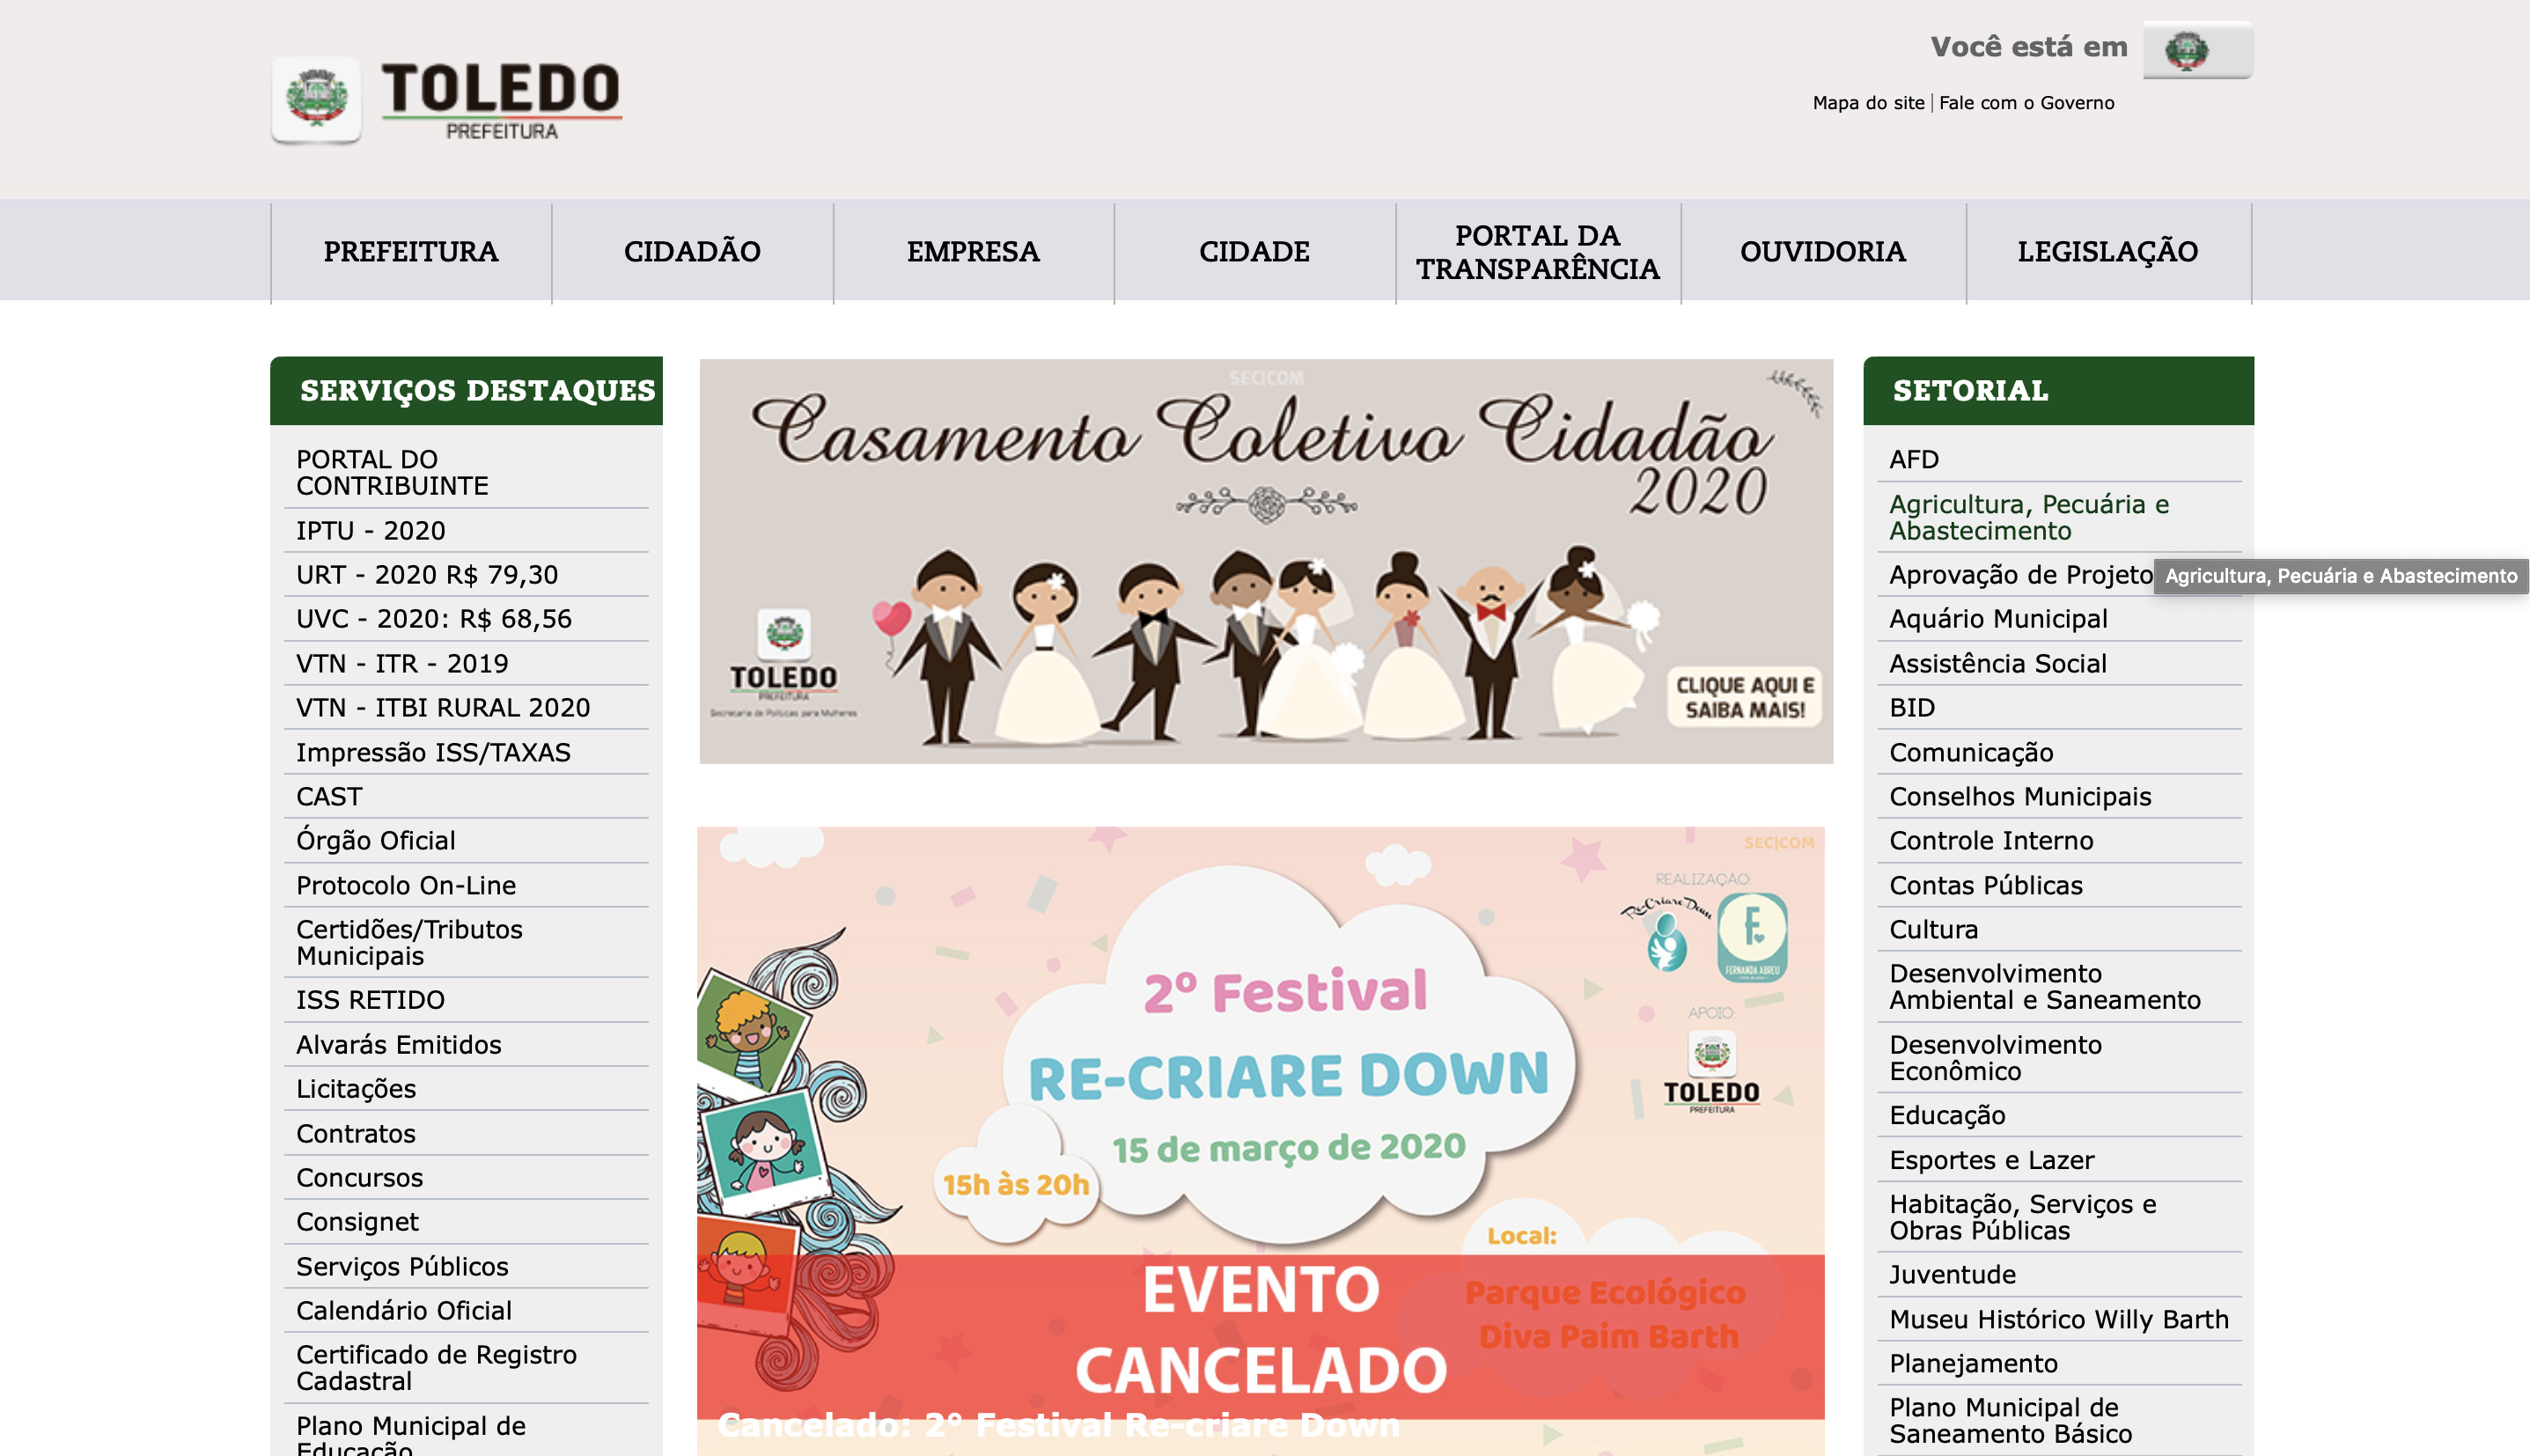 TOLEDO
PREFEITURA
Você está em
Mapa do site
Fale com o Governo
PREFEITURA
CIDADÃO
EMPRESA
CIDADE
PORTAL DA
TRANSPARÊNCIA
OUVIDORIA
LEGISLAÇÃO
SERVIÇOS DESTAQUES
PORTAL DO
CONTRIBUINTE
IPTU - 2020
URT - 2020 R$ 79,30
UVC - 2020: R$ 68,56
VTN - ITR - 2019
VTN - ITBI RURAL 2020
Impressão ISS/TAXAS
CAST
Órgão Oficial
Protocolo On-Line
Certidões/Tributos
Municipais
ISS RETIDO
Alvarás Emitidos
Licitações
Contratos
Concursos
Consignet
Serviços Públicos
Calendário Oficial
Certificado de Registro
Cadastral
Plano Municipal de
Educação
SEC|COM
Casamento Coletivo Cidadão
2020
TOLEDO
PREFEITURA
Secretaria de Políticas para Mulheres
CLIQUE AQUI E
SAIBA MAIS!
SEC|COM
REALIZAÇÃO:
Re-Criare Down
F
FERNANDA ABREU
2º Festival
RE-CRIARE DOWN
15 de março de 2020
15h às 20h
APOIO:
TOLEDO
PREFEITURA
Local:
Parque Ecológico
Diva Paim Barth
EVENTO
CANCELADO
Cancelado: 2º Festival Re-criare Down
SETORIAL
AFD
Agricultura, Pecuária e
Abastecimento
Aprovação de Projeto
Agricultura, Pecuária e Abastecimento
Aquário Municipal
Assistência Social
BID
Comunicação
Conselhos Municipais
Controle Interno
Contas Públicas
Cultura
Desenvolvimento
Ambiental e Saneamento
Desenvolvimento
Econômico
Educação
Esportes e Lazer
Habitação, Serviços e
Obras Públicas
Juventude
Museu Histórico Willy Barth
Planejamento
Plano Municipal de
Saneamento Básico